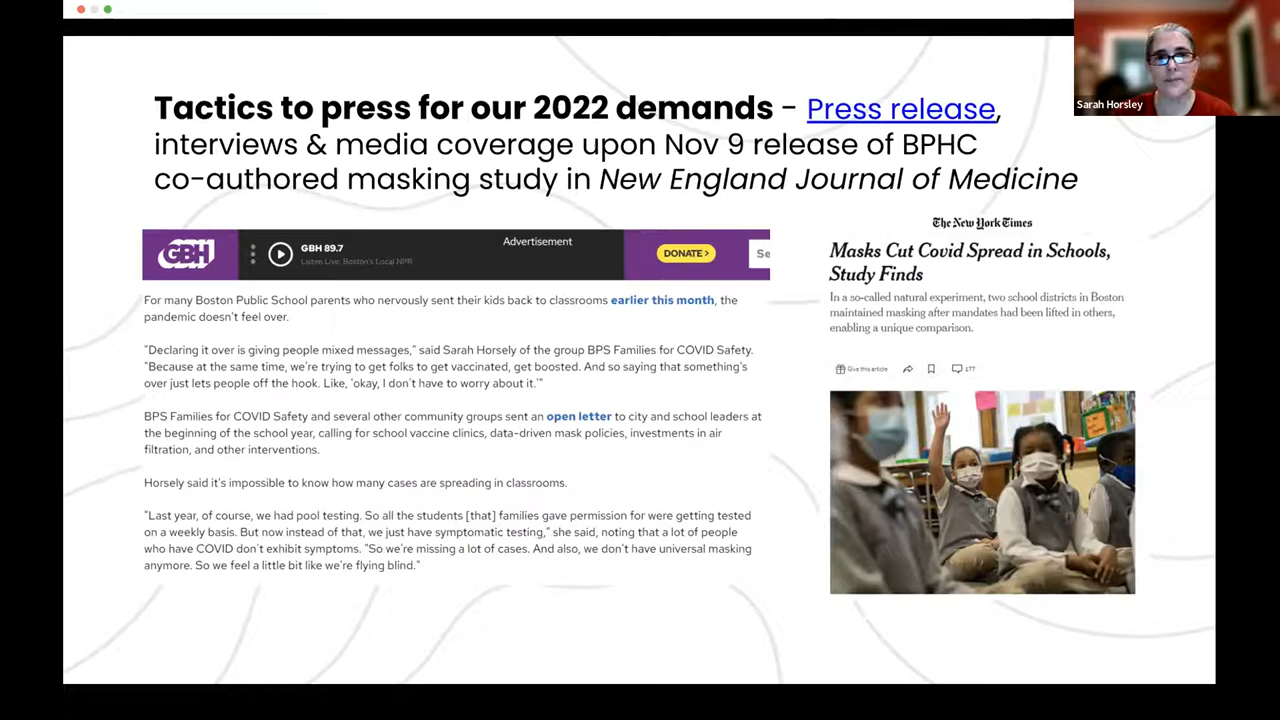 Tactics to press for our 2022 demands - Press release,
interviews & media coverage upon Nov 9 release of BPHC
co-authored masking study in New England Journal of Medicine
Sarah Horsley
GBH
GBH 89.7
Listen Live: Boston's Local NPR
Advertisement
DONATE >
Se
For many Boston Public School parents who nervously sent their kids back to classrooms earlier this month, the
pandemic doesn't feel over.
"Declaring it over is giving people mixed messages," said Sarah Horsely of the group BPS Families for COVID Safety.
"Because at the same time, we're trying to get folks to get vaccinated, get boosted. And so saying that something's
over just lets people off the hook. Like, 'okay, I don't have to worry about it.'"
BPS Families for COVID Safety and several other community groups sent an open letter to city and school leaders at
the beginning of the school year, calling for school vaccine clinics, data-driven mask policies, investments in air
filtration, and other interventions.
Horsely said it's impossible to know how many cases are spreading in classrooms.
"Last year, of course, we had pool testing. So all the students [that] families gave permission for were getting tested
on a weekly basis. But now instead of that, we just have symptomatic testing," she said, noting that a lot of people
who have COVID don't exhibit symptoms. "So we're missing a lot of cases. And also, we don't have universal masking
anymore. So we feel a little bit like we're flying blind."
The New York Times
Masks Cut Covid Spread in Schools,
Study Finds
In a so-called natural experiment, two school districts in Boston
maintained masking after mandates had been lifted in others,
enabling a unique comparison.
Give this article
177